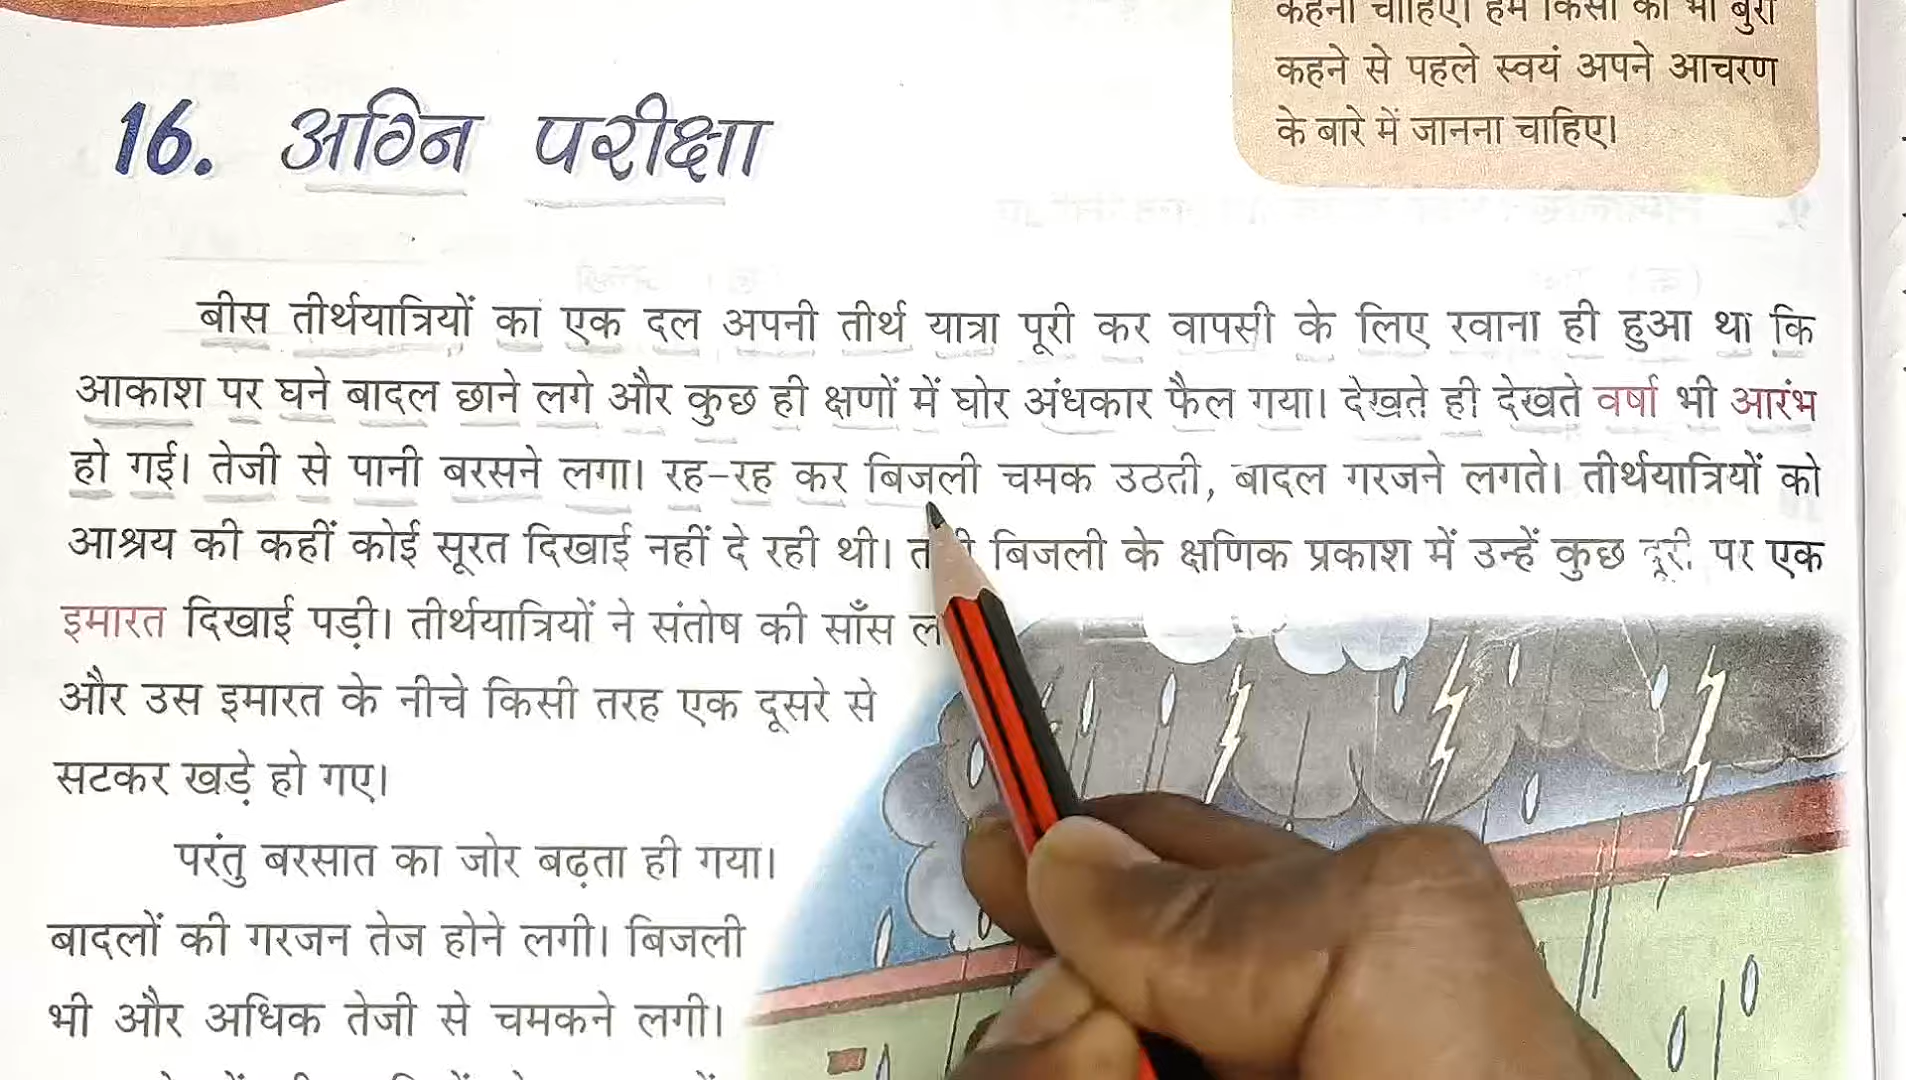 कहना चाहिए। हमें किसी को भी बुरा
कहने से पहले स्वयं अपने आचरण
के बारे में जानना चाहिए।
16. अग्नि परीक्षा
बीस तीर्थयात्रियों का एक दल अपनी तीर्थ यात्रा पूरी कर वापसी के लिए रवाना ही हुआ था कि
आकाश पर घने बादल छाने लगे और कुछ ही क्षणों में घोर अंधकार फैल गया। देखते ही देखते वर्षा भी आरंभ
हो गई। तेजी से पानी बरसने लगा। रह-रह कर बिजली चमक उठती, बादल गरजने लगते। तीर्थयात्रियों को
आश्रय की कहीं कोई सूरत दिखाई नहीं दे रही थी। बिजली के क्षणिक प्रकाश में उन्हें कुछ दूरी पर एक
इमारत दिखाई पड़ी। तीर्थयात्रियों ने संतोष की साँस
और उस इमारत के नीचे किसी तरह एक दूसरे से
सटकर खड़े हो गए।
परंतु बरसात का जोर बढ़ता ही गया।
बादलों की गरजन तेज होने लगी। बिजली
भी और अधिक तेजी से चमकने लगी।